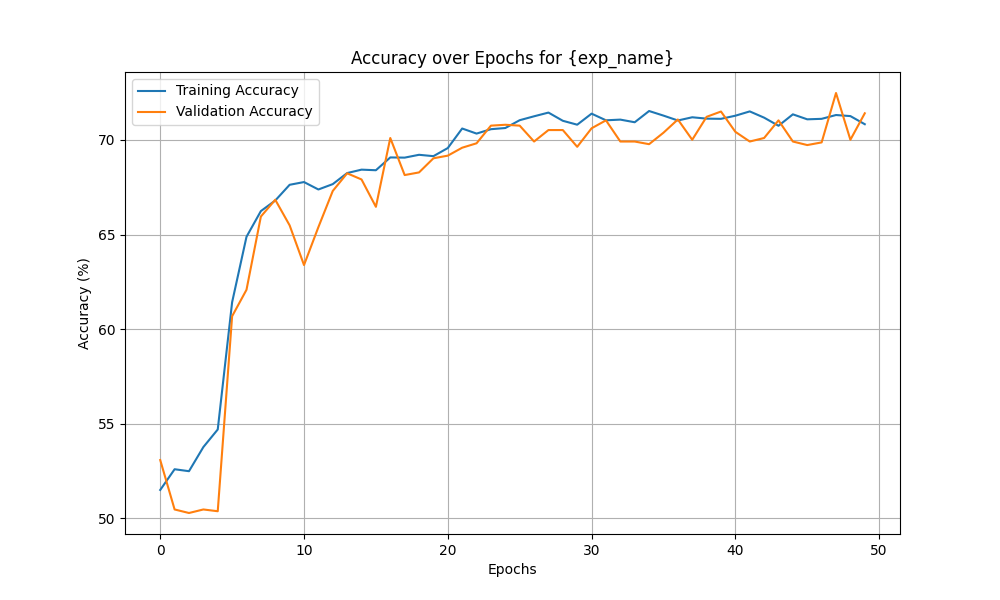 Accuracy over Epochs for {exp_name}
Training Accuracy
Validation Accuracy
Accuracy (%)
70
65
60
55
50
0 10 20 30 40 50
Epochs